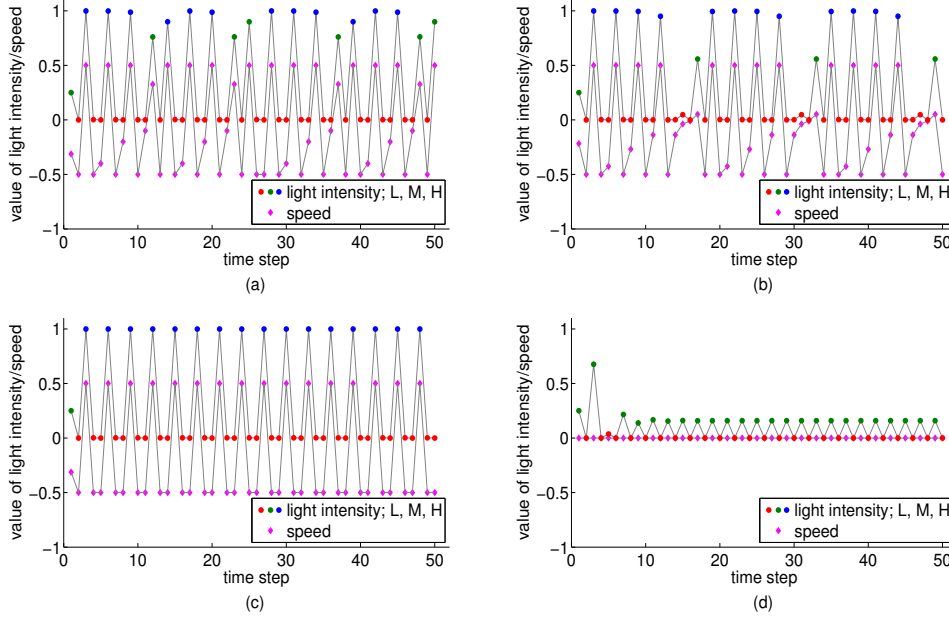 value of light intensity/speed
1
0.5
0
−0.5
−1
0 10 20 30 40 50
time step
light intensity; L, M, H
speed
(a)
value of light intensity/speed
1
0.5
0
−0.5
−1
0 10 20 30 40 50
time step
light intensity; L, M, H
speed
(b)
value of light intensity/speed
1
0.5
0
−0.5
−1
0 10 20 30 40 50
time step
light intensity; L, M, H
speed
(c)
value of light intensity/speed
1
0.5
0
−0.5
−1
0 10 20 30 40 50
time step
light intensity; L, M, H
speed
(d)